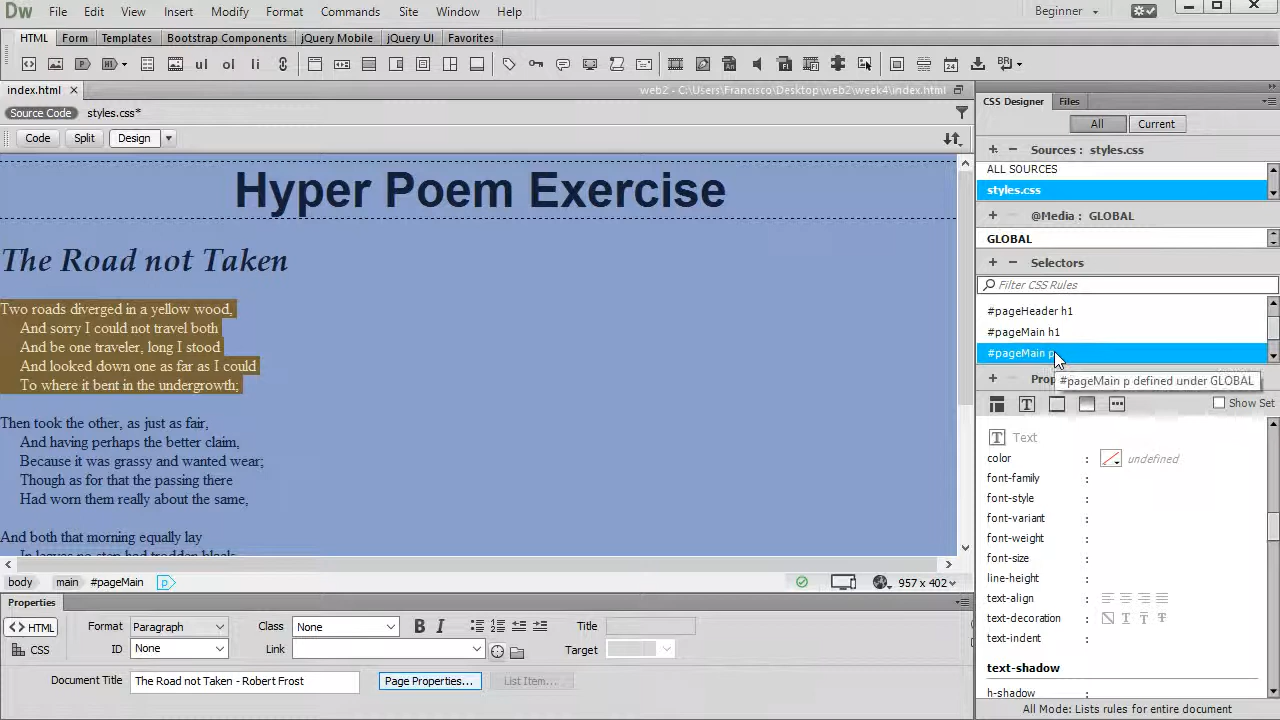 Dw File Edit View Insert Modify Format Commands Site Window Help Beginner
HTML Form Templates Bootstrap Components jQuery Mobile jQuery UI Favorites
ul ol li
index.html web2 - C:\Users\Francisco\Desktop\web2\week4\index.html
Source Code styles.css*
Code Split Design
Hyper Poem Exercise
The Road not Taken
Two roads diverged in a yellow wood,
And sorry I could not travel both
And be one traveler, long I stood
And looked down one as far as I could
To where it bent in the undergrowth;
Then took the other, as just as fair,
And having perhaps the better claim,
Because it was grassy and wanted wear;
Though as for that the passing there
Had worn them really about the same,
And both that morning equally lay
In leaves no step had trodden black
body main #pageMain p 957 x 402
Properties
HTML Format Paragraph Class None B I Title
CSS ID None Link Target
Document Title The Road not Taken - Robert Frost Page Properties... List Item...
CSS Designer Files
All Current
Sources : styles.css
ALL SOURCES
styles.css
@Media : GLOBAL
GLOBAL
Selectors
Filter CSS Rules
#pageHeader h1
#pageMain h1
#pageMain p
#pageMain p defined under GLOBAL
Show Set
Text
color : undefined
font-family :
font-style :
font-variant :
font-weight :
font-size :
line-height :
text-align :
text-decoration :
text-indent :
text-shadow
h-shadow :
All Mode: Lists rules for entire document